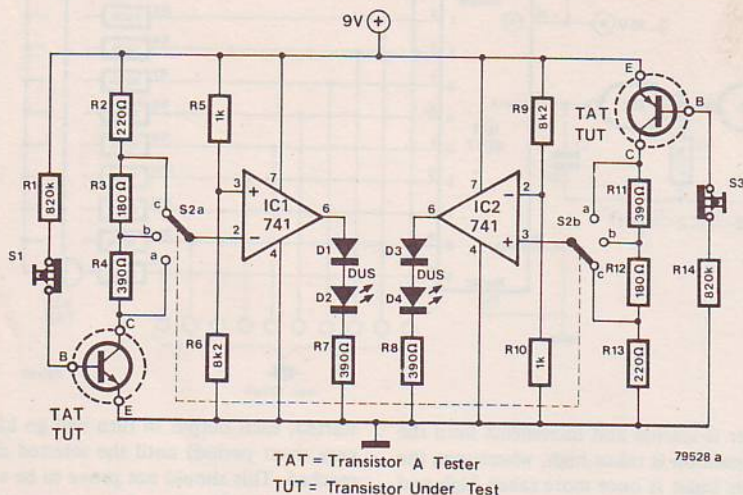 9V
R2
220Ω
R5
1k
R9
8k2
E
B
TAT
TUT
C
R1
820k
R3
180Ω
c
S2a
b
a
R4
390Ω
3
+
7
IC1
741
6
2
−
4
7
−
2
IC2
741
6
+
3
4
a
S2b
b
c
R11
390Ω
S3
R12
180Ω
R14
820k
S1
D1
DUS
D2
D3
DUS
D4
C
B
E
TAT
TUT
R6
8k2
R7
390Ω
R8
390Ω
R10
1k
R13
220Ω
79528 a
TAT = Transistor A Tester
TUT = Transistor Under Test